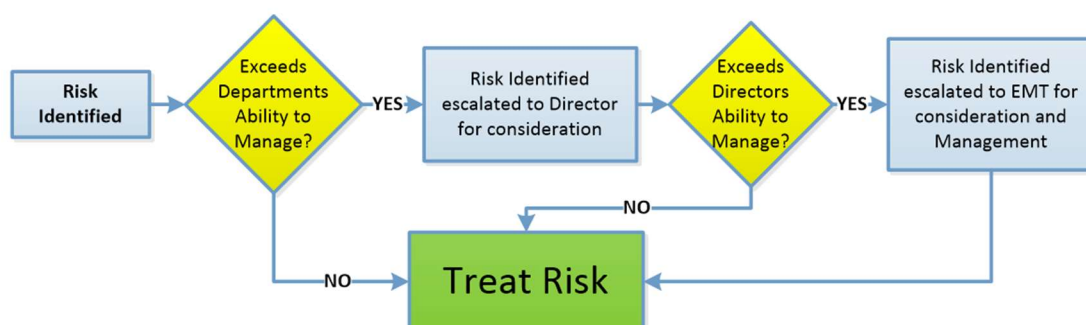 Risk
Identified
Exceeds
Departments
Ability to
Manage?
YES
Risk Identified
escalated to Director
for consideration
Exceeds
Directors
Ability to
Manage?
YES
Risk Identified
escalated to EMT for
consideration and
Management
NO
NO
Treat Risk